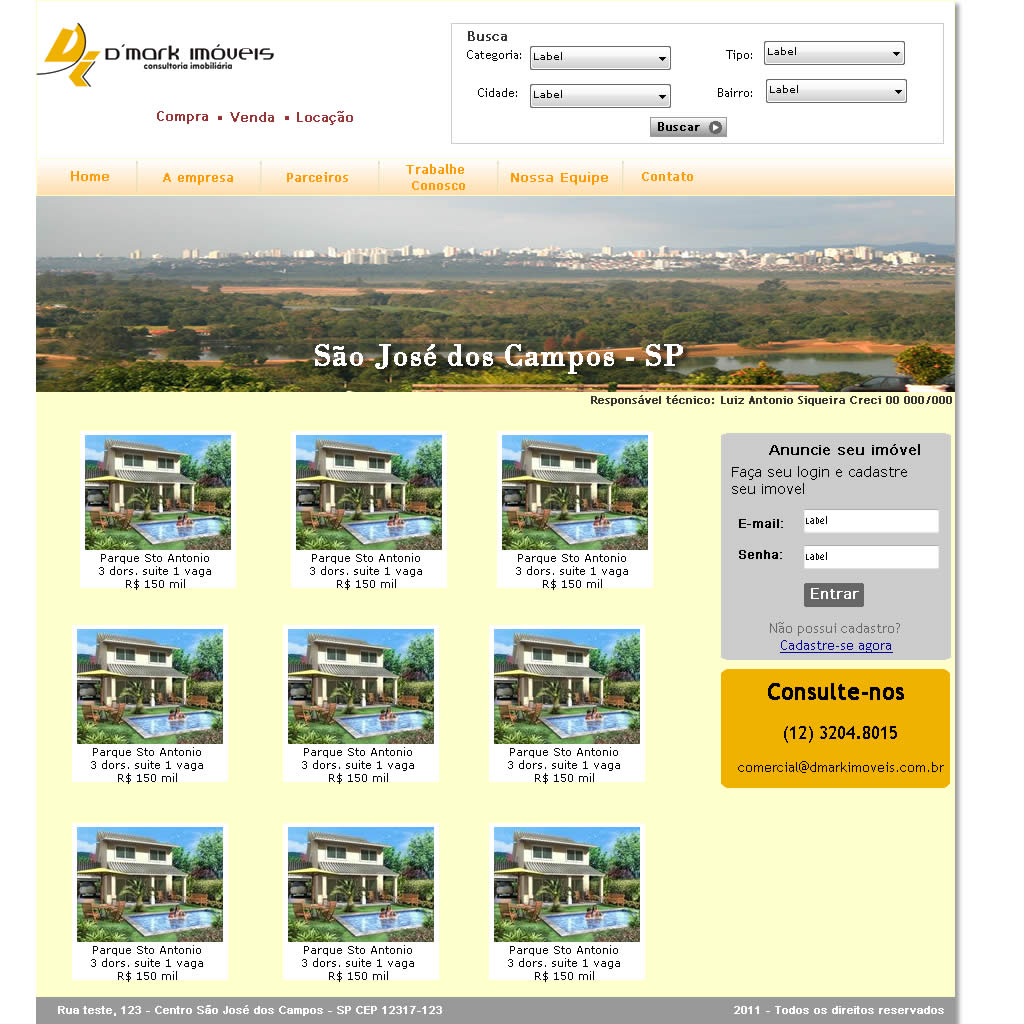 D'mark imóveis
consultoria imobiliária
Compra ▪ Venda ▪ Locação
Busca
Categoria: Label
Tipo: Label
Cidade: Label
Bairro: Label
Buscar
Home
A empresa
Parceiros
Trabalhe
Conosco
Nossa Equipe
Contato
São José dos Campos - SP
Responsável técnico: Luiz Antonio Siqueira Creci 00 000/000
Parque Sto Antonio
3 dors. suite 1 vaga
R$ 150 mil
Parque Sto Antonio
3 dors. suite 1 vaga
R$ 150 mil
Parque Sto Antonio
3 dors. suite 1 vaga
R$ 150 mil
Parque Sto Antonio
3 dors. suite 1 vaga
R$ 150 mil
Parque Sto Antonio
3 dors. suite 1 vaga
R$ 150 mil
Parque Sto Antonio
3 dors. suite 1 vaga
R$ 150 mil
Parque Sto Antonio
3 dors. suite 1 vaga
R$ 150 mil
Parque Sto Antonio
3 dors. suite 1 vaga
R$ 150 mil
Parque Sto Antonio
3 dors. suite 1 vaga
R$ 150 mil
Anuncie seu imóvel
Faça seu login e cadastre
seu imovel
E-mail: Label
Senha: Label
Entrar
Não possui cadastro?
Cadastre-se agora
Consulte-nos
(12) 3204.8015
comercial@dmarkimoveis.com.br
Rua teste, 123 - Centro São José dos Campos - SP CEP 12317-123
2011 - Todos os direitos reservados